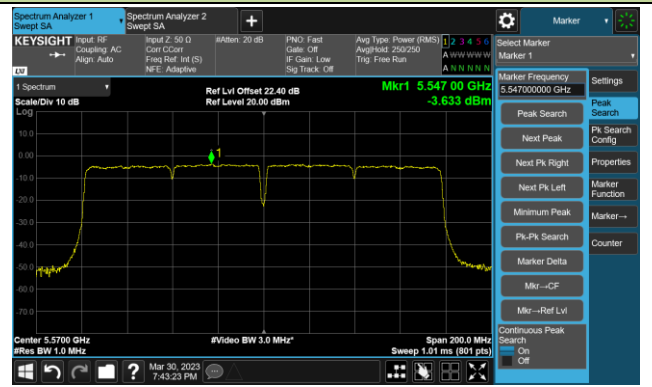 Spectrum Analyzer 1
Swept SA
Spectrum Analyzer 2
Swept SA
Marker
KEYSIGHT
Input: RF
Coupling: AC
Align: Auto
Input Z: 50 Ω
Corr CCorr
Freq Ref: Int (S)
NFE: Adaptive
#Atten: 20 dB
PNO: Fast
Gate: Off
IF Gain: Low
Sig Track: Off
Avg Type: Power (RMS)
Avg|Hold: 250/250
Trig: Free Run
1 2 3 4 5 6
A W W W W W
A N N N N N
LXI
Select Marker
Marker 1
1 Spectrum
Scale/Div 10 dB
Log
Ref Lvl Offset 22.40 dB
Ref Level 20.00 dBm
Mkr1 5.547 00 GHz
-3.633 dBm
10.0
0.00
-10.0
-20.0
-30.0
-40.0
-50.0
-60.0
-70.0
1
Center 5.5700 GHz
#Res BW 1.0 MHz
#Video BW 3.0 MHz*
Span 200.0 MHz
Sweep 1.01 ms (801 pts)
Marker Frequency
5.547000000 GHz
Peak Search
Next Peak
Next Pk Right
Next Pk Left
Minimum Peak
Pk-Pk Search
Marker Delta
Mkr→CF
Mkr→Ref Lvl
Continuous Peak
Search
On
Off
Settings
Peak
Search
Pk Search
Config
Properties
Marker
Function
Marker→
Counter
Mar 30, 2023
7:43:23 PM